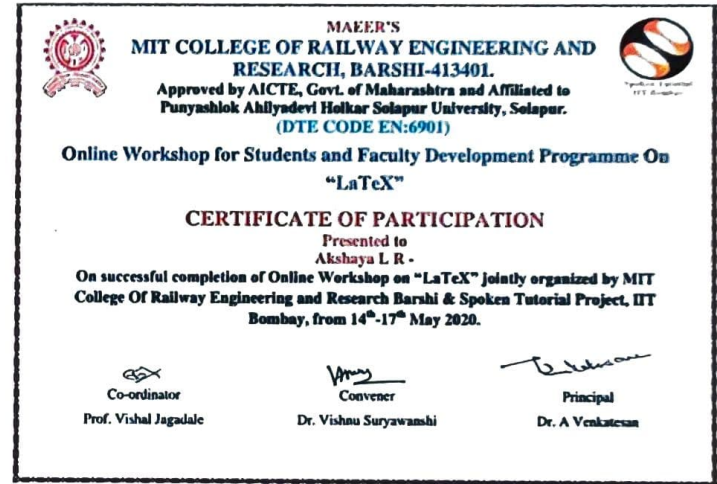 MAEER'S
MIT COLLEGE OF RAILWAY ENGINEERING AND
RESEARCH, BARSHI-413401.
Approved by AICTE, Govt. of Maharashtra and Affiliated to
Punyashlok Ahilyadevi Holkar Solapur University, Solapur.
(DTE CODE EN:6901)
Online Workshop for Students and Faculty Development Programme On
“LaTeX”
CERTIFICATE OF PARTICIPATION
Presented to
Akshaya L R -
On successful completion of Online Workshop on “LaTeX” jointly organized by MIT
College Of Railway Engineering and Research Barshi & Spoken Tutorial Project, IIT
Bombay, from 14th-17th May 2020.
Co-ordinator
Prof. Vishal Jagadale
Convener
Dr. Vishnu Suryawanshi
Principal
Dr. A Venkatesan